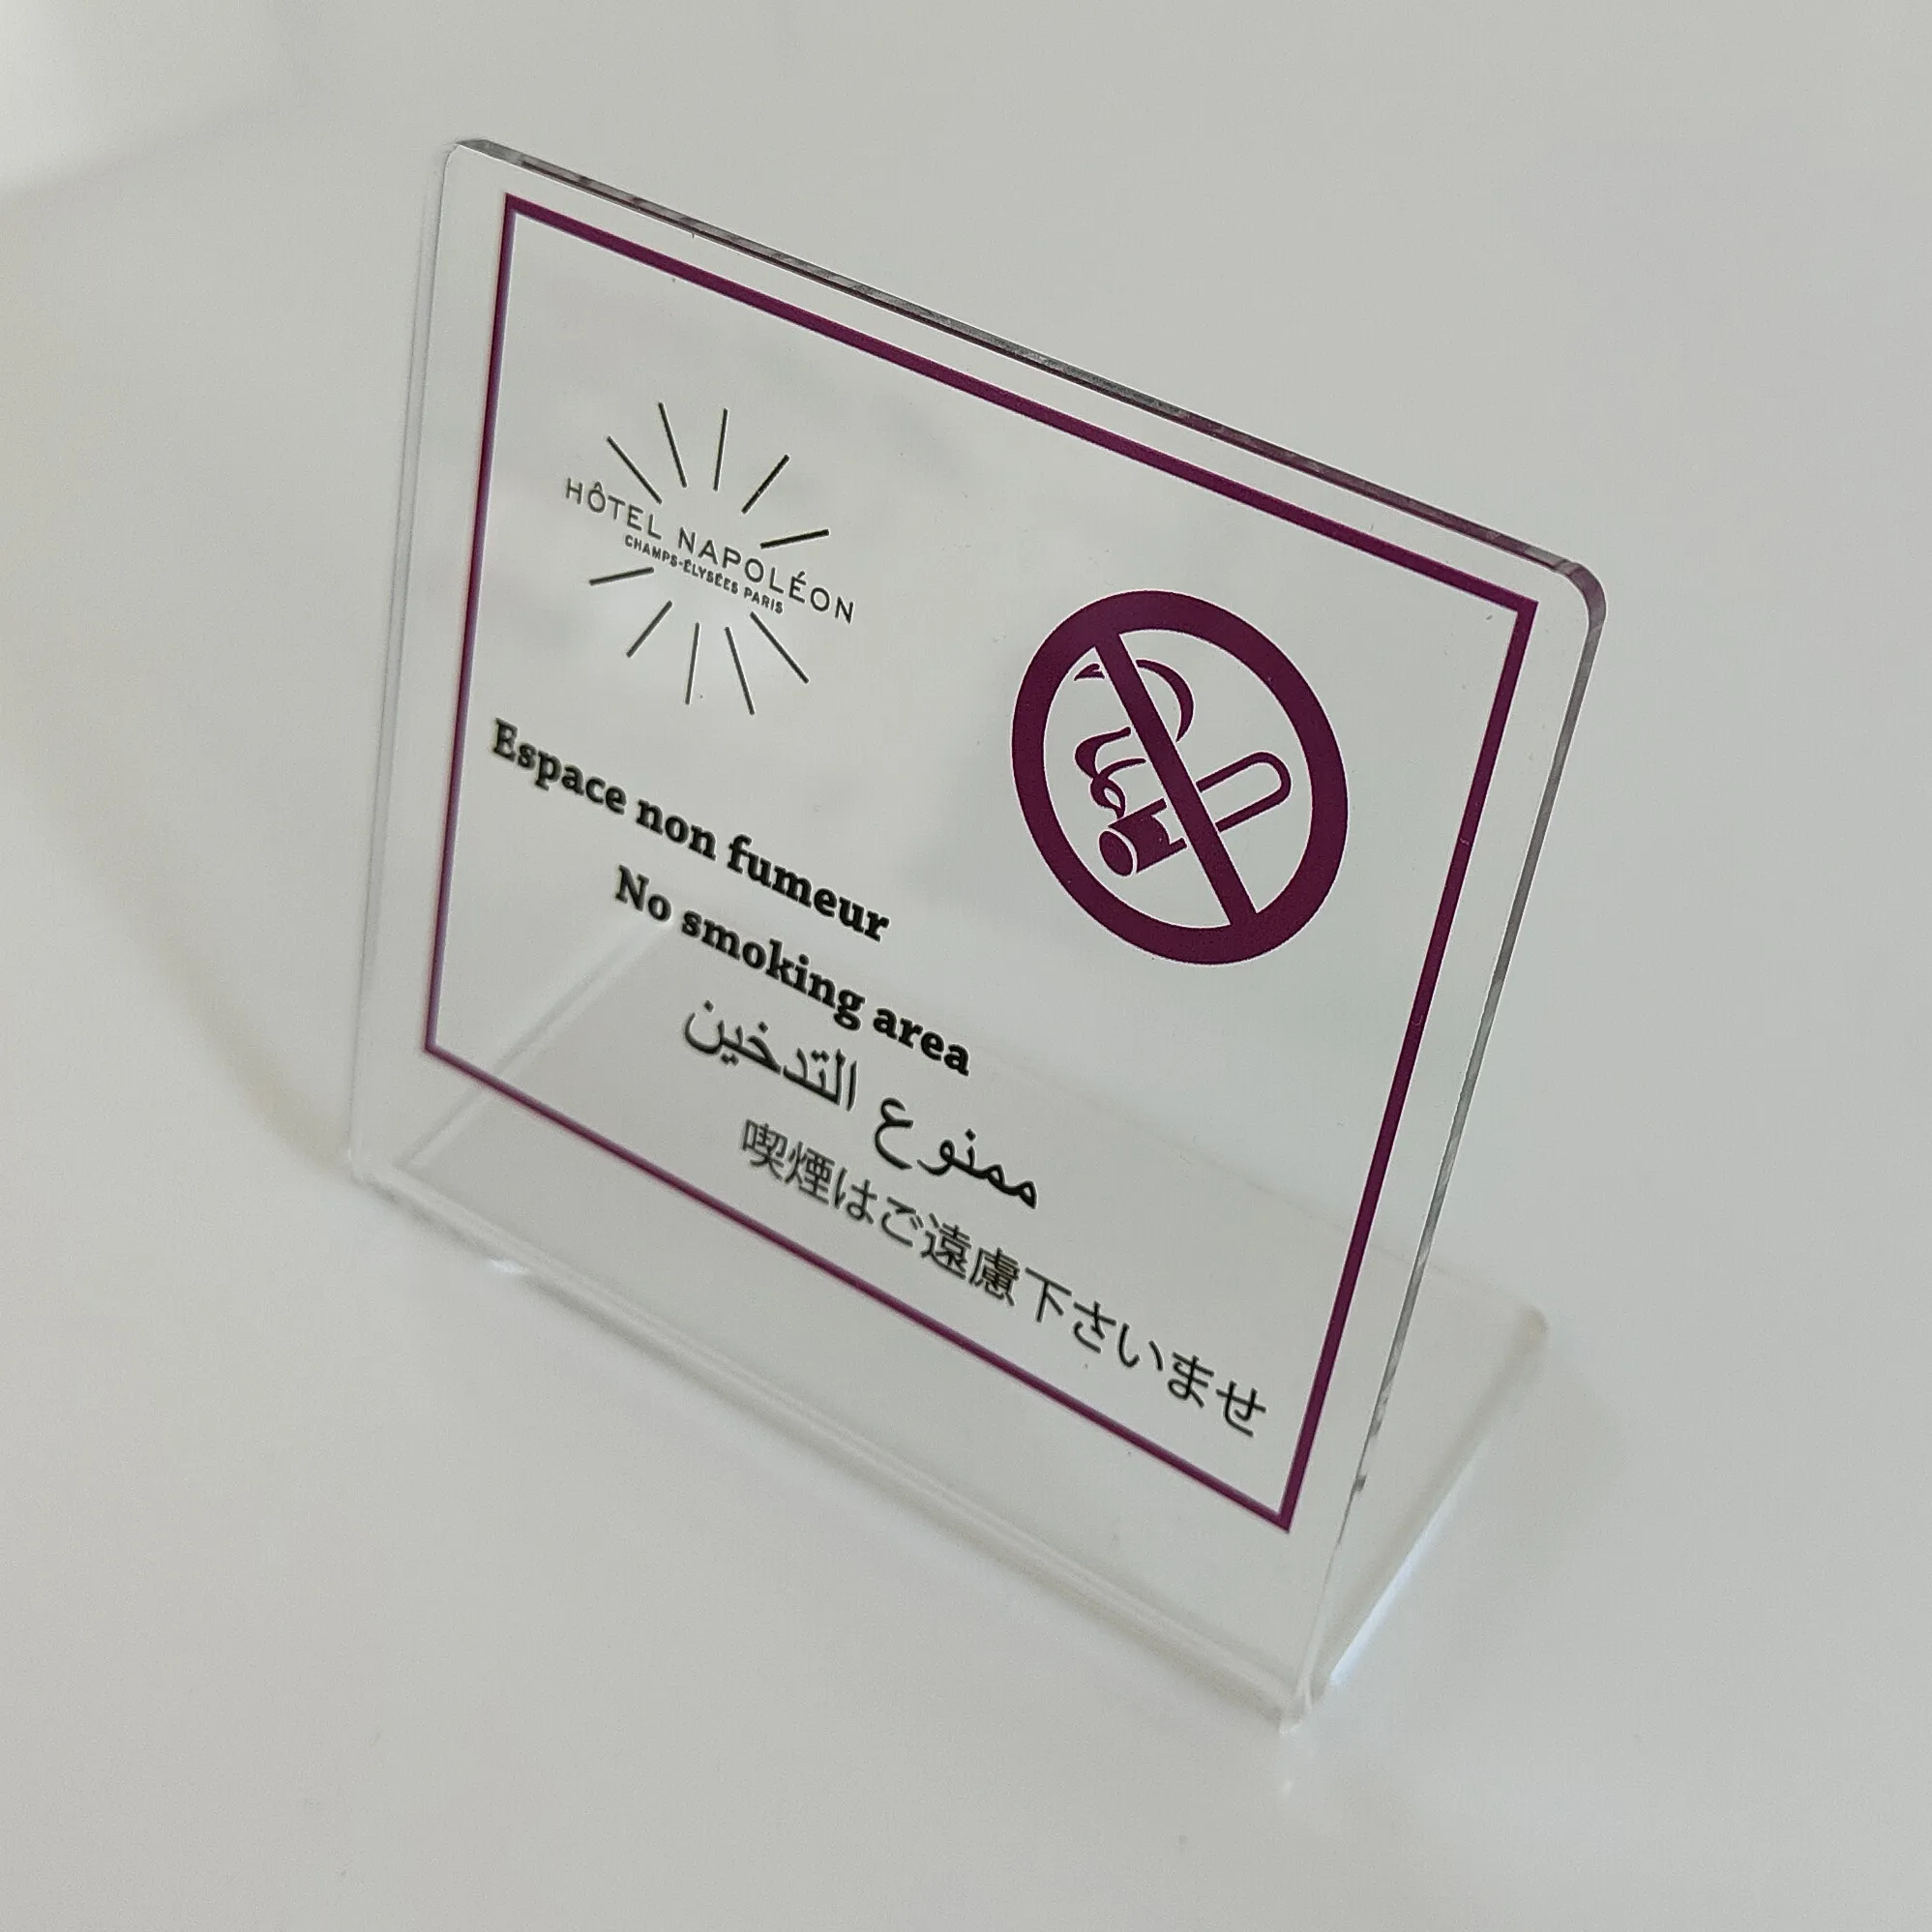 HÔTEL NAPOLÉON
CHAMPS-ÉLYSÉES PARIS
Espace non fumeur
No smoking area
ممنوع التدخين
喫煙はご遠慮下さいませ